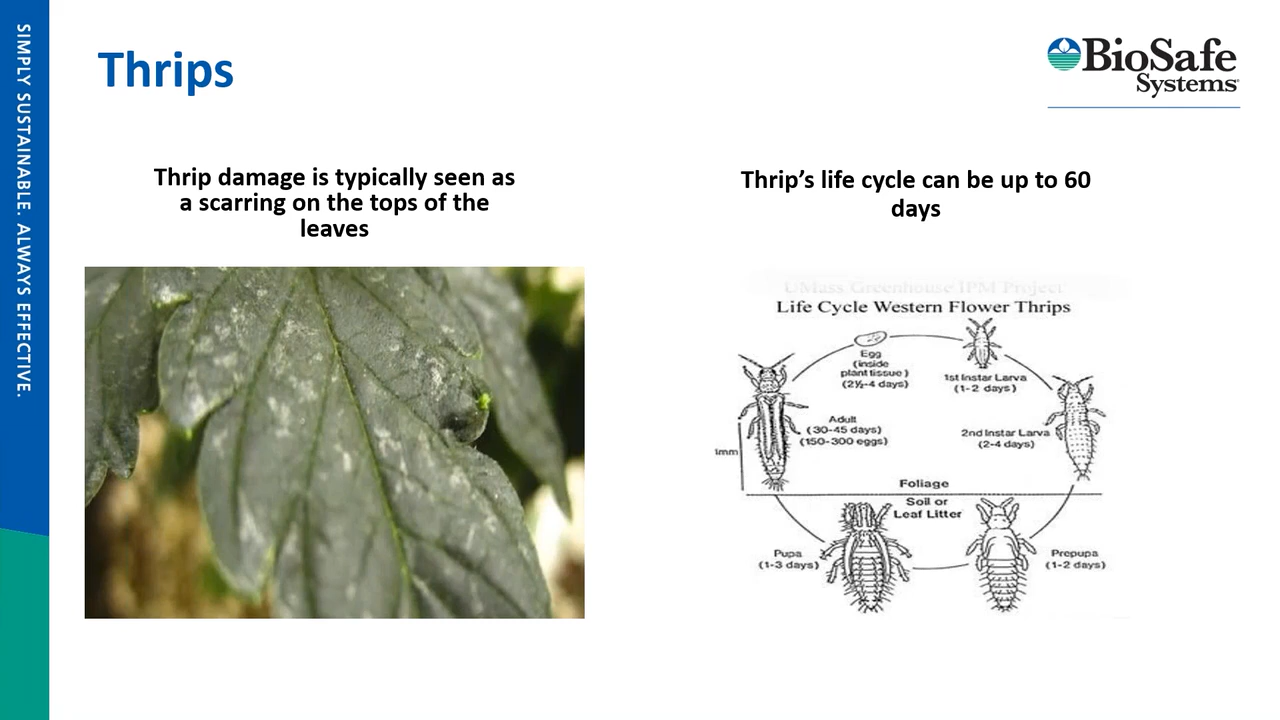 SIMPLY SUSTAINABLE. ALWAYS EFFECTIVE.
Thrips
BioSafe
Systems
Thrip damage is typically seen as
a scarring on the tops of the
leaves
Thrip’s life cycle can be up to 60
days
UMass Greenhouse IPM Project
Life Cycle Western Flower Thrips
Egg
(inside
plant tissue)
(2½-4 days)
1st Instar Larva
(1-2 days)
2nd Instar Larva
(2-4 days)
Adult
(30-45 days)
(150-300 eggs)
1mm
Foliage
Soil or
Leaf Litter
Pupa
(1-3 days)
Prepupa
(1-2 days)